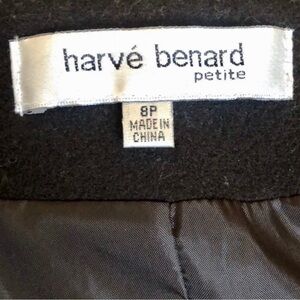 harvé benard
petite
8P
MADE IN
CHINA